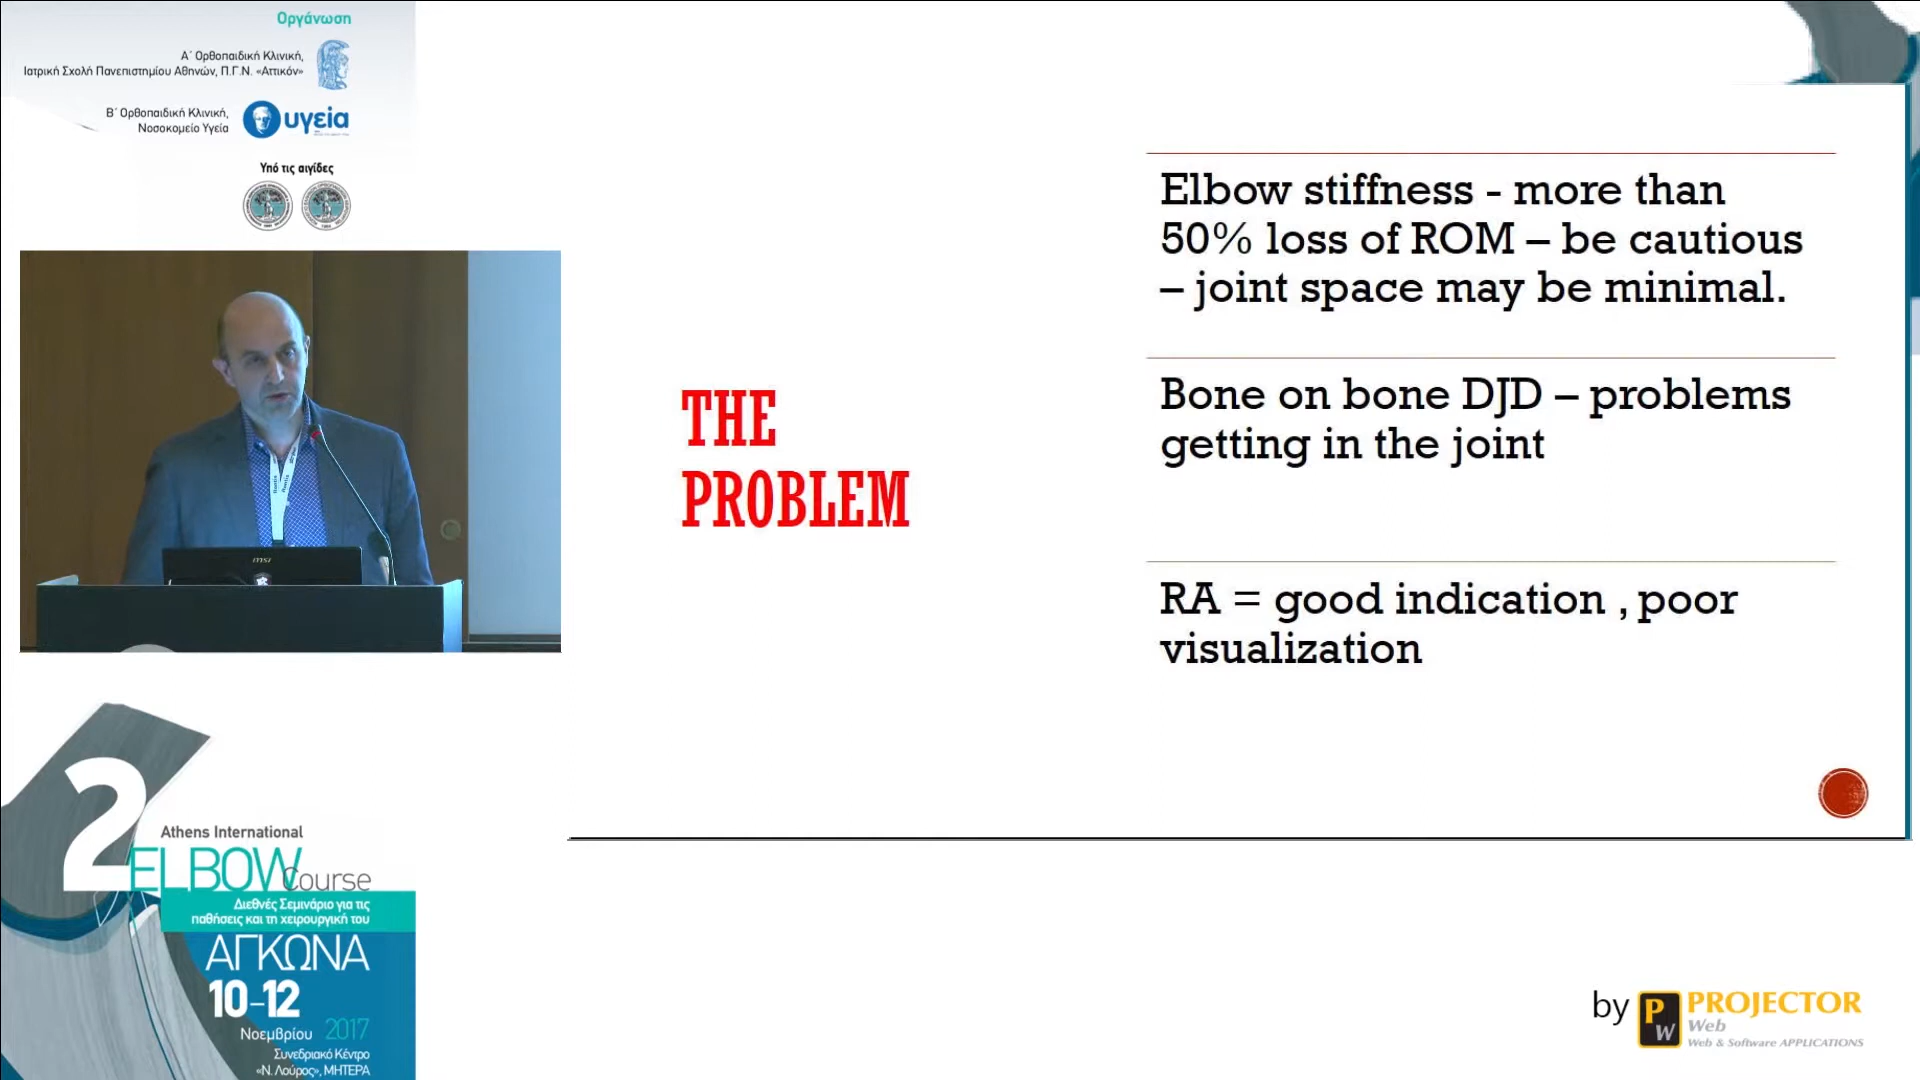 Οργάνωση
Α΄ Ορθοπαιδική Κλινική,
Ιατρική Σχολή Πανεπιστημίου Αθηνών, Π.Γ.Ν. «Αττικόν»
Β΄ Ορθοπαιδική Κλινική,
Νοσοκομείο Υγεία
υγεία
Υπό τις αιγίδες
msi
THE
PROBLEM
Elbow stiffness - more than
50% loss of ROM – be cautious
– joint space may be minimal.
Bone on bone DJD – problems
getting in the joint
RA = good indication , poor
visualization
2
Athens International
ELBOW Course
Διεθνές Σεμινάριο για τις
παθήσεις και τη χειρουργική του
ΑΓΚΩΝΑ
10-12
Νοεμβρίου 2017
Συνεδριακό Κέντρο
«Ν. Λούρος», ΜΗΤΕΡΑ
by PW PROJECTOR
Web
Web & Software APPLICATIONS